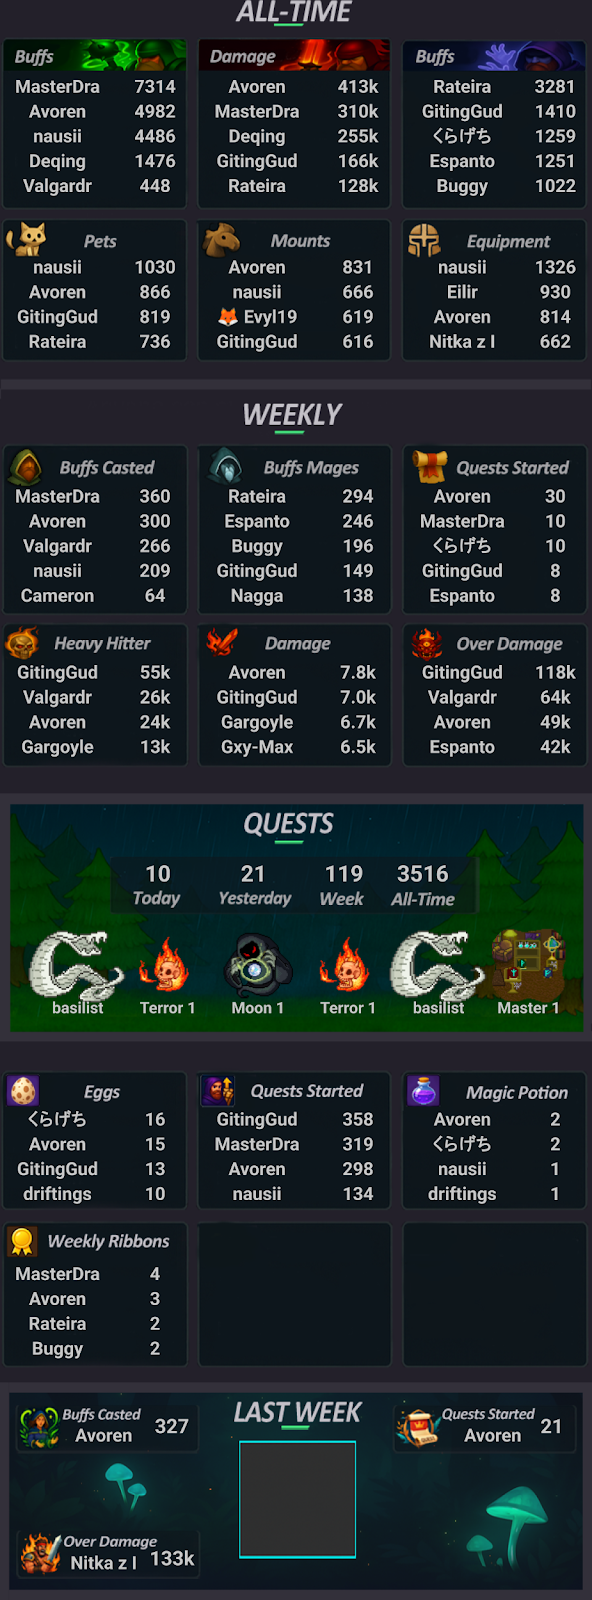 ALL-TIME
Buffs
MasterDra 7314
Avoren 4982
nausii 4486
Deqing 1476
Valgardr 448
Damage
Avoren 413k
MasterDra 310k
Deqing 255k
GitingGud 166k
Rateira 128k
Buffs
Rateira 3281
GitingGud 1410
くらげち 1259
Espanto 1251
Buggy 1022
Pets
nausii 1030
Avoren 866
GitingGud 819
Rateira 736
Mounts
Avoren 831
nausii 666
🦊 Evyl19 619
GitingGud 616
Equipment
nausii 1326
Eilir 930
Avoren 814
Nitka z I 662
WEEKLY
Buffs Casted
MasterDra 360
Avoren 300
Valgardr 266
nausii 209
Cameron 64
Buffs Mages
Rateira 294
Espanto 246
Buggy 196
GitingGud 149
Nagga 138
Quests Started
Avoren 30
MasterDra 10
くらげち 10
GitingGud 8
Espanto 8
Heavy Hitter
GitingGud 55k
Valgardr 26k
Avoren 24k
Gargoyle 13k
Damage
Avoren 7.8k
GitingGud 7.0k
Gargoyle 6.7k
Gxy-Max 6.5k
Over Damage
GitingGud 118k
Valgardr 64k
Avoren 49k
Espanto 42k
QUESTS
10 21 119 3516
Today Yesterday Week All-Time
basilist Terror 1 Moon 1 Terror 1 basilist Master 1
Eggs
くらげち 16
Avoren 15
GitingGud 13
driftings 10
Quests Started
GitingGud 358
MasterDra 319
Avoren 298
nausii 134
Magic Potion
Avoren 2
くらげち 2
nausii 1
driftings 1
Weekly Ribbons
MasterDra 4
Avoren 3
Rateira 2
Buggy 2
LAST WEEK
Buffs Casted
Avoren 327
Quests Started
Avoren 21
Over Damage
Nitka z I 133k